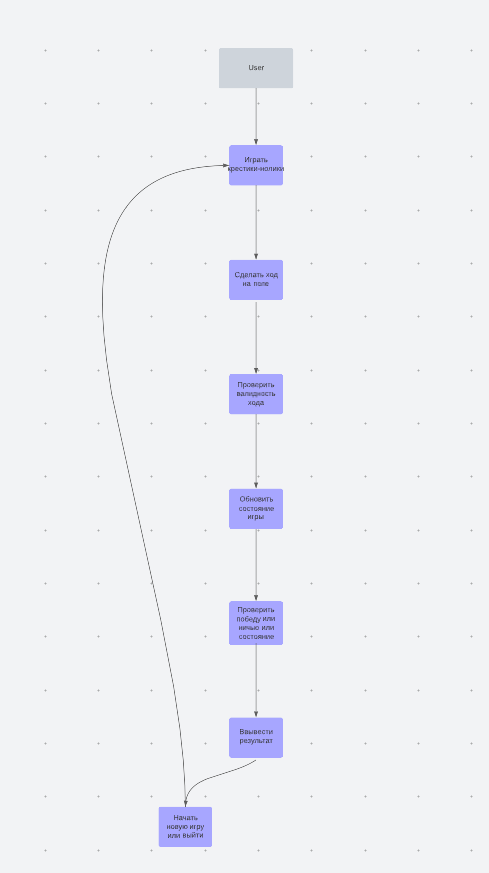 User
Играть
крестики-нолики
Сделать ход
на поле
Проверить
валидность
хода
Обновить
состояние
игры
Проверить
победу или
ничью или
состояние
Ввывести
результат
Начать
новую игру
или выйти